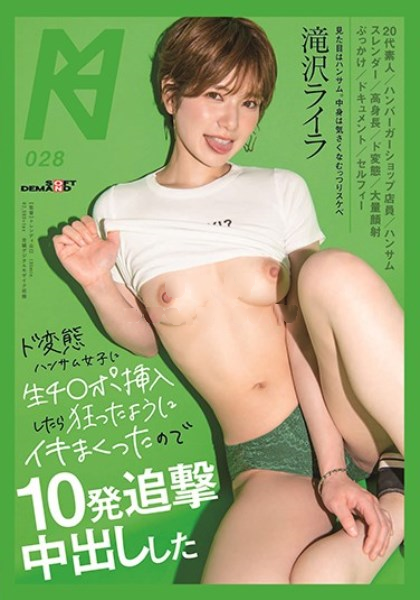 MK
028
SOFT
DEMAND
20代素人/ハンバーガーショップ店員/ハンサム
スレンダー/高身長/ド変態/大量顔射
ぶっかけ/ドキュメント/セルフィー
見た目はハンサム。中身は気さくなむっつりスケベ
滝沢ライラ
ド変態
ハンサム女子に
生チ○ポ挿入
したら狂ったように
イキまくったので
10発追撃
中出しした